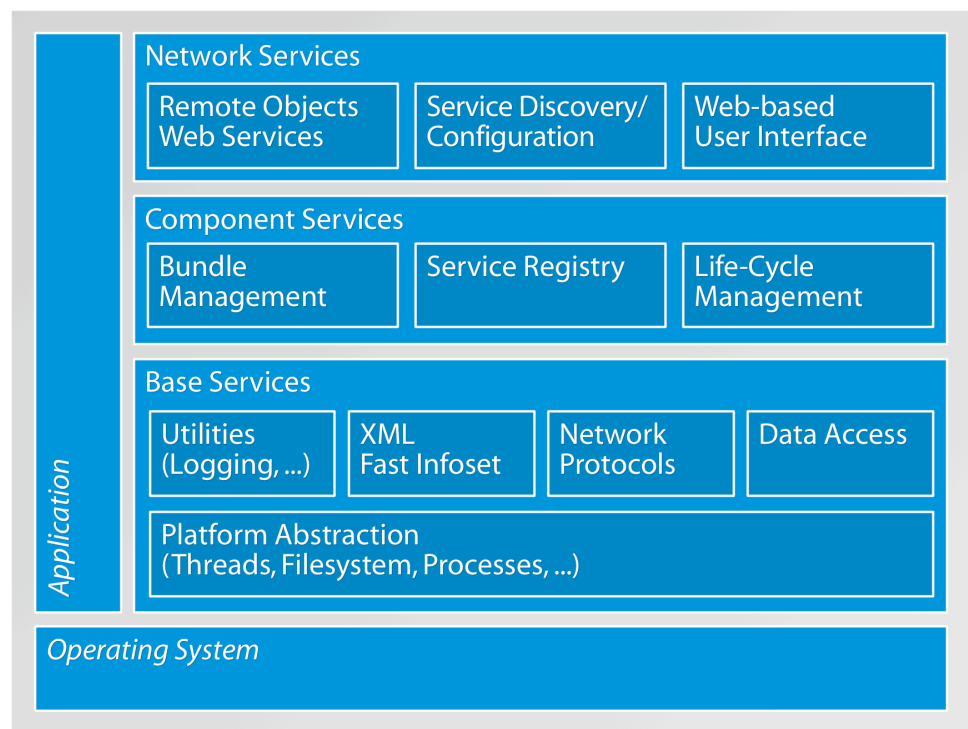 Network Services
Remote Objects
Web Services
Service Discovery/
Configuration
Web-based
User Interface
Component Services
Bundle
Management
Service Registry
Life-Cycle
Management
Base Services
Utilities
(Logging, ...)
XML
Fast Infoset
Network
Protocols
Data Access
Platform Abstraction
(Threads, Filesystem, Processes, ...)
Application
Operating System